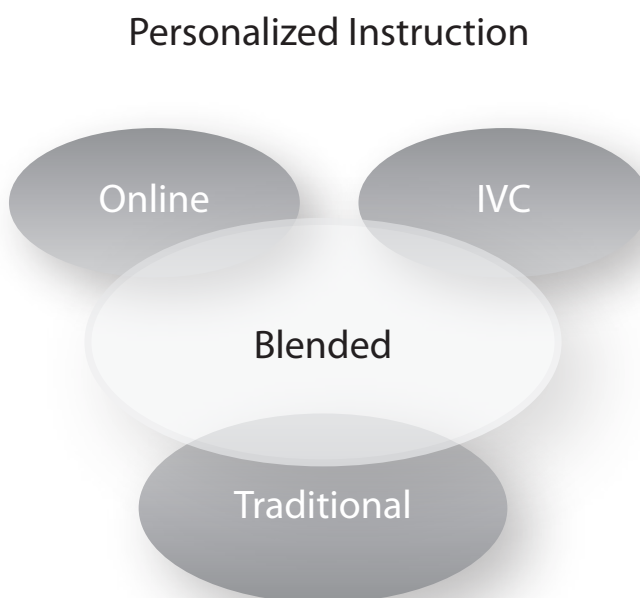 Personalized Instruction
Online
IVC
Blended
Traditional